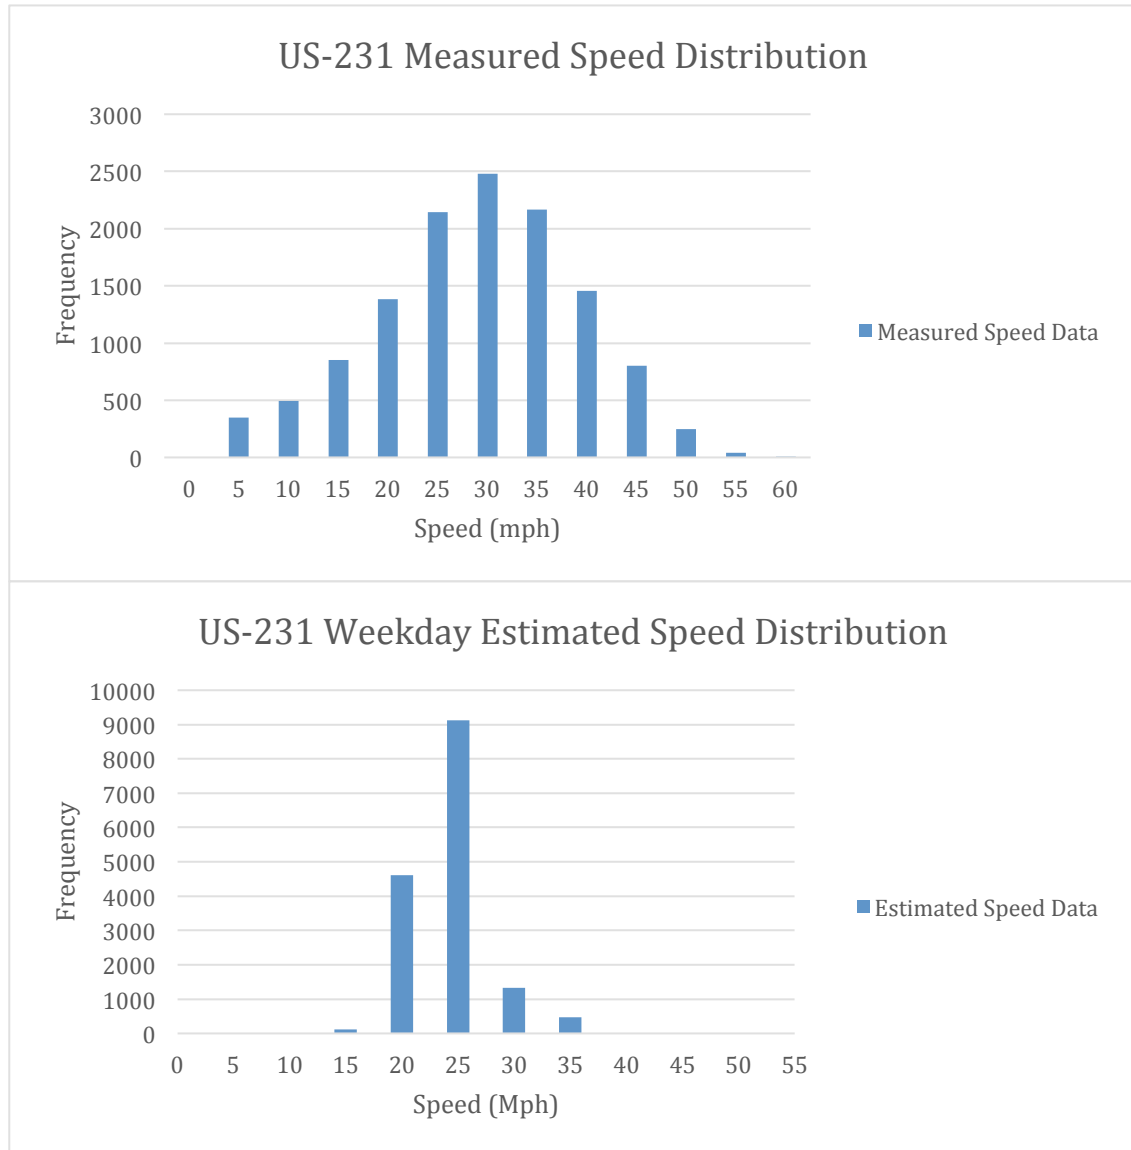 US-231 Measured Speed Distribution
3000
2500
2000
1500
1000
500
0
Frequency
0 5 10 15 20 25 30 35 40 45 50 55 60
Speed (mph)
Measured Speed Data
US-231 Weekday Estimated Speed Distribution
10000
9000
8000
7000
6000
5000
4000
3000
2000
1000
0
Frequency
0 5 10 15 20 25 30 35 40 45 50 55
Speed (Mph)
Estimated Speed Data